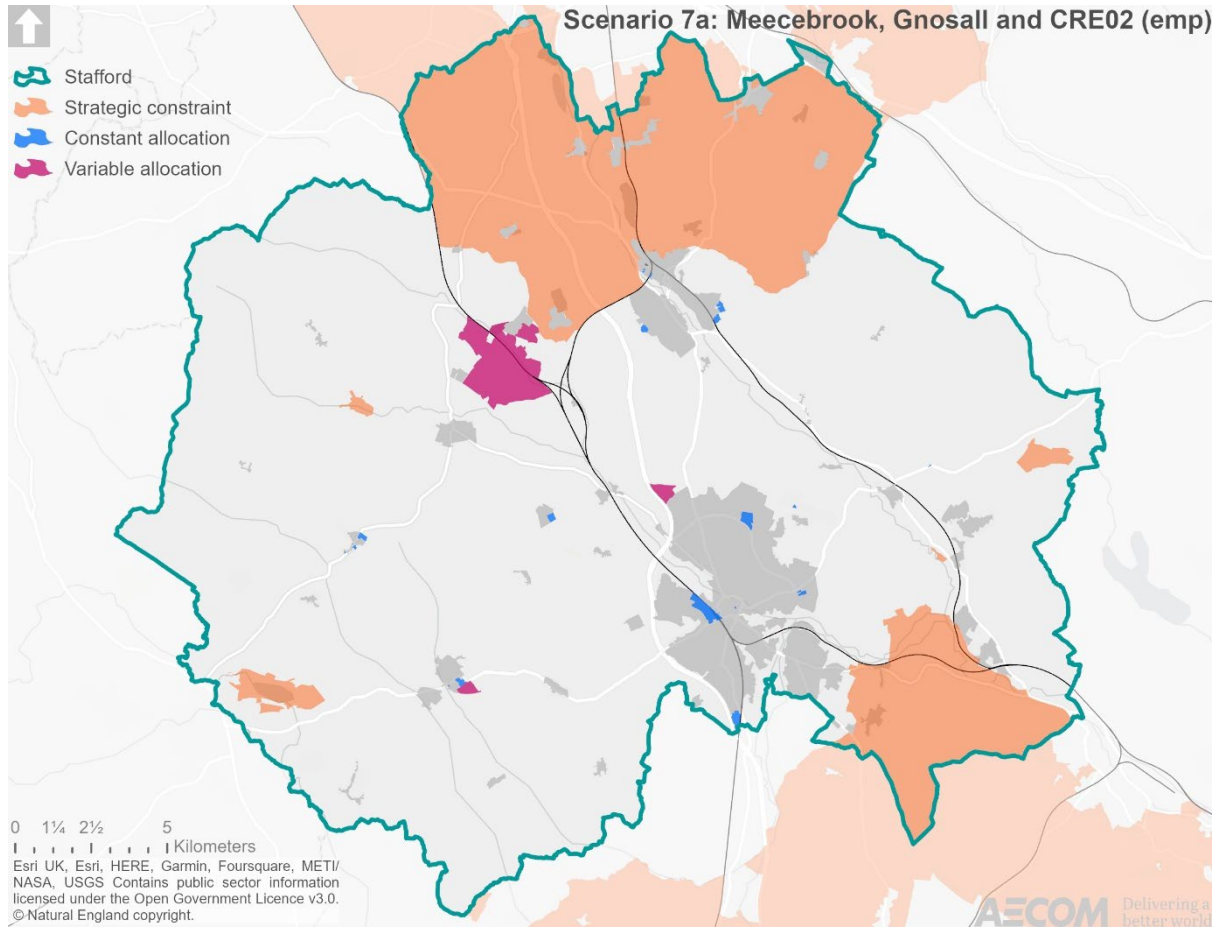 Scenario 7a: Meecebrook, Gnosall and CRE02 (emp)
Stafford
Strategic constraint
Constant allocation
Variable allocation
0 1¼ 2½ 5
Kilometers
Esri UK, Esri, HERE, Garmin, Foursquare, METI/
NASA, USGS Contains public sector information
licensed under the Open Government Licence v3.0.
© Natural England copyright.
AECOM Delivering a
better world